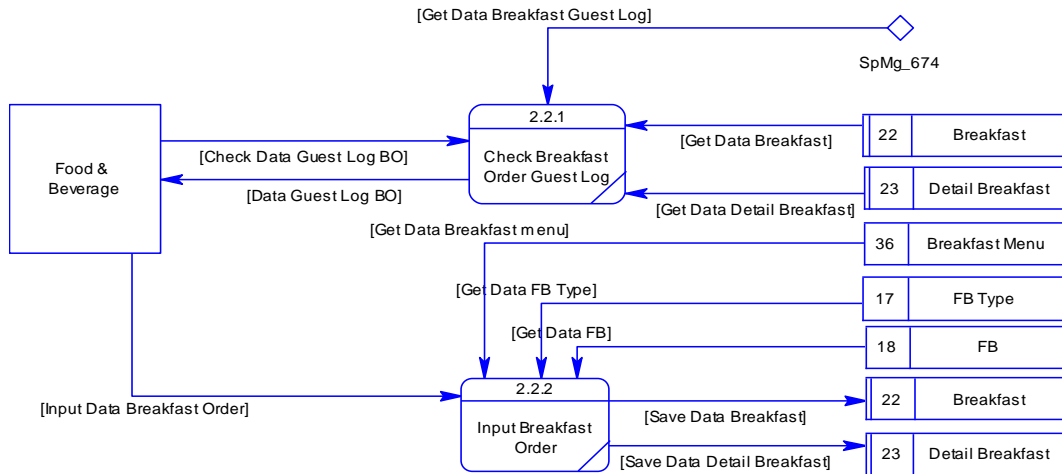 [Get Data Breakfast Guest Log]
SpMg_674
2.2.1
Check Breakfast
Order Guest Log
Food &
Beverage
[Check Data Guest Log BO]
[Data Guest Log BO]
[Get Data Breakfast]
22 Breakfast
[Get Data Detail Breakfast]
23 Detail Breakfast
[Get Data Breakfast menu]
36 Breakfast Menu
[Get Data FB Type]
17 FB Type
[Get Data FB]
18 FB
2.2.2
Input Breakfast
Order
[Input Data Breakfast Order]
[Save Data Breakfast]
22 Breakfast
[Save Data Detail Breakfast]
23 Detail Breakfast